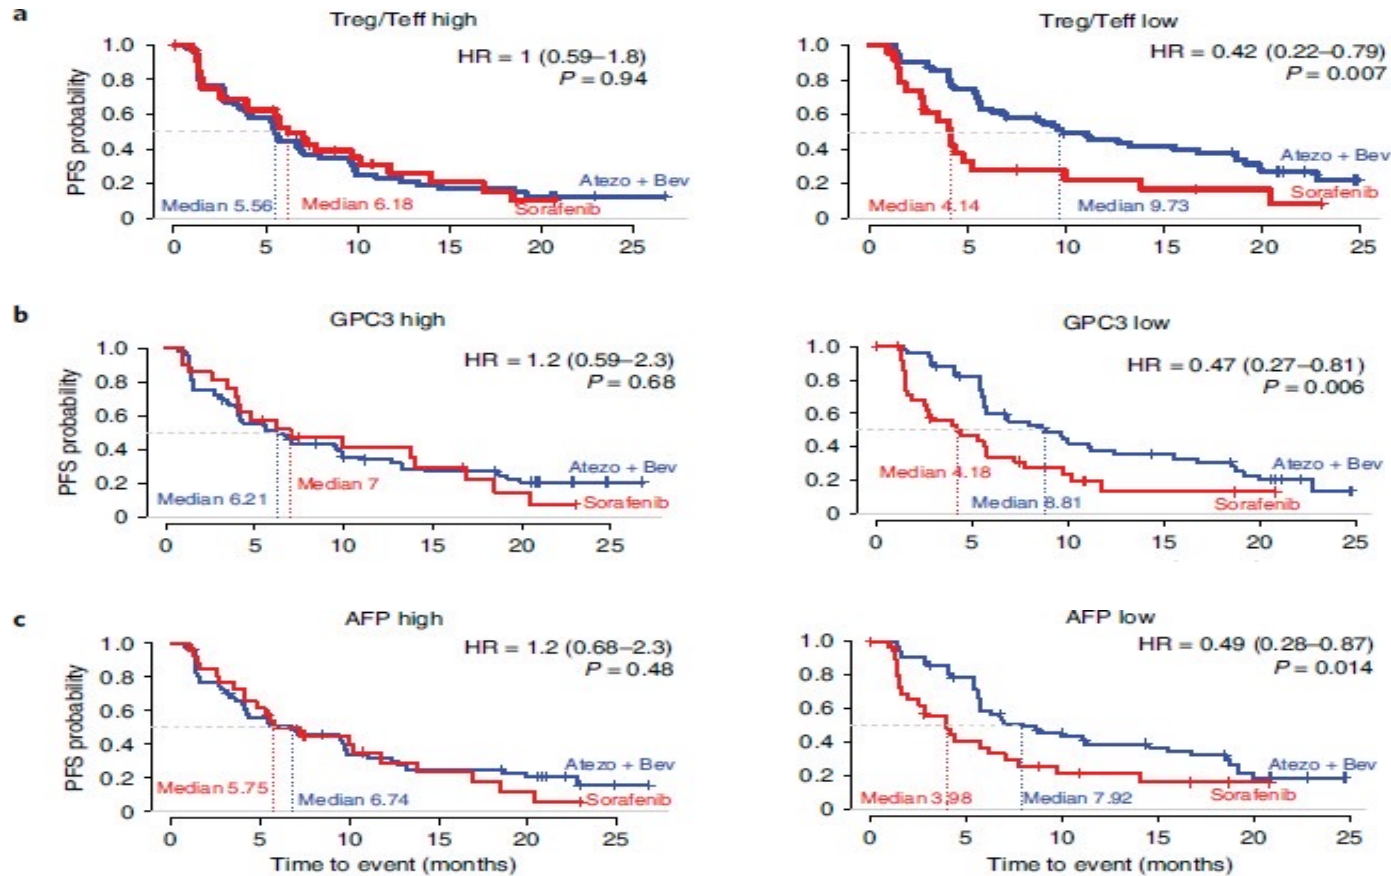 a
Treg/Teff high
HR = 1 (0.59–1.8)
P = 0.94
PFS probability
1.0
0.8
0.6
0.4
0.2
0
Median 5.56
Median 6.18
Atezo + Bev
Sorafenib
0 5 10 15 20 25
Treg/Teff low
HR = 0.42 (0.22–0.79)
P = 0.007
1.0
0.8
0.6
0.4
0.2
0
Median 4.14
Median 9.73
Atezo + Bev
Sorafenib
0 5 10 15 20 25
b
GPC3 high
HR = 1.2 (0.59–2.3)
P = 0.68
PFS probability
1.0
0.8
0.6
0.4
0.2
0
Median 6.21
Median 7
Atezo + Bev
Sorafenib
0 5 10 15 20 25
GPC3 low
HR = 0.47 (0.27–0.81)
P = 0.006
1.0
0.8
0.6
0.4
0.2
0
Median 4.18
Median 8.81
Atezo + Bev
Sorafenib
0 5 10 15 20 25
c
AFP high
HR = 1.2 (0.68–2.3)
P = 0.48
PFS probability
1.0
0.8
0.6
0.4
0.2
0
Median 5.75
Median 6.74
Atezo + Bev
Sorafenib
0 5 10 15 20 25
Time to event (months)
AFP low
HR = 0.49 (0.28–0.87)
P = 0.014
1.0
0.8
0.6
0.4
0.2
0
Median 3.98
Median 7.92
Atezo + Bev
Sorafenib
0 5 10 15 20 25
Time to event (months)